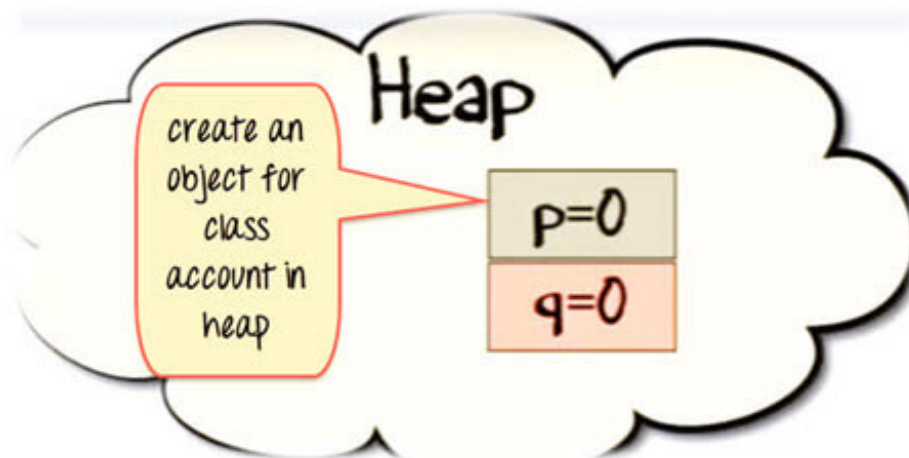 Heap
create an
object for
class
account in
heap
p=0
q=0